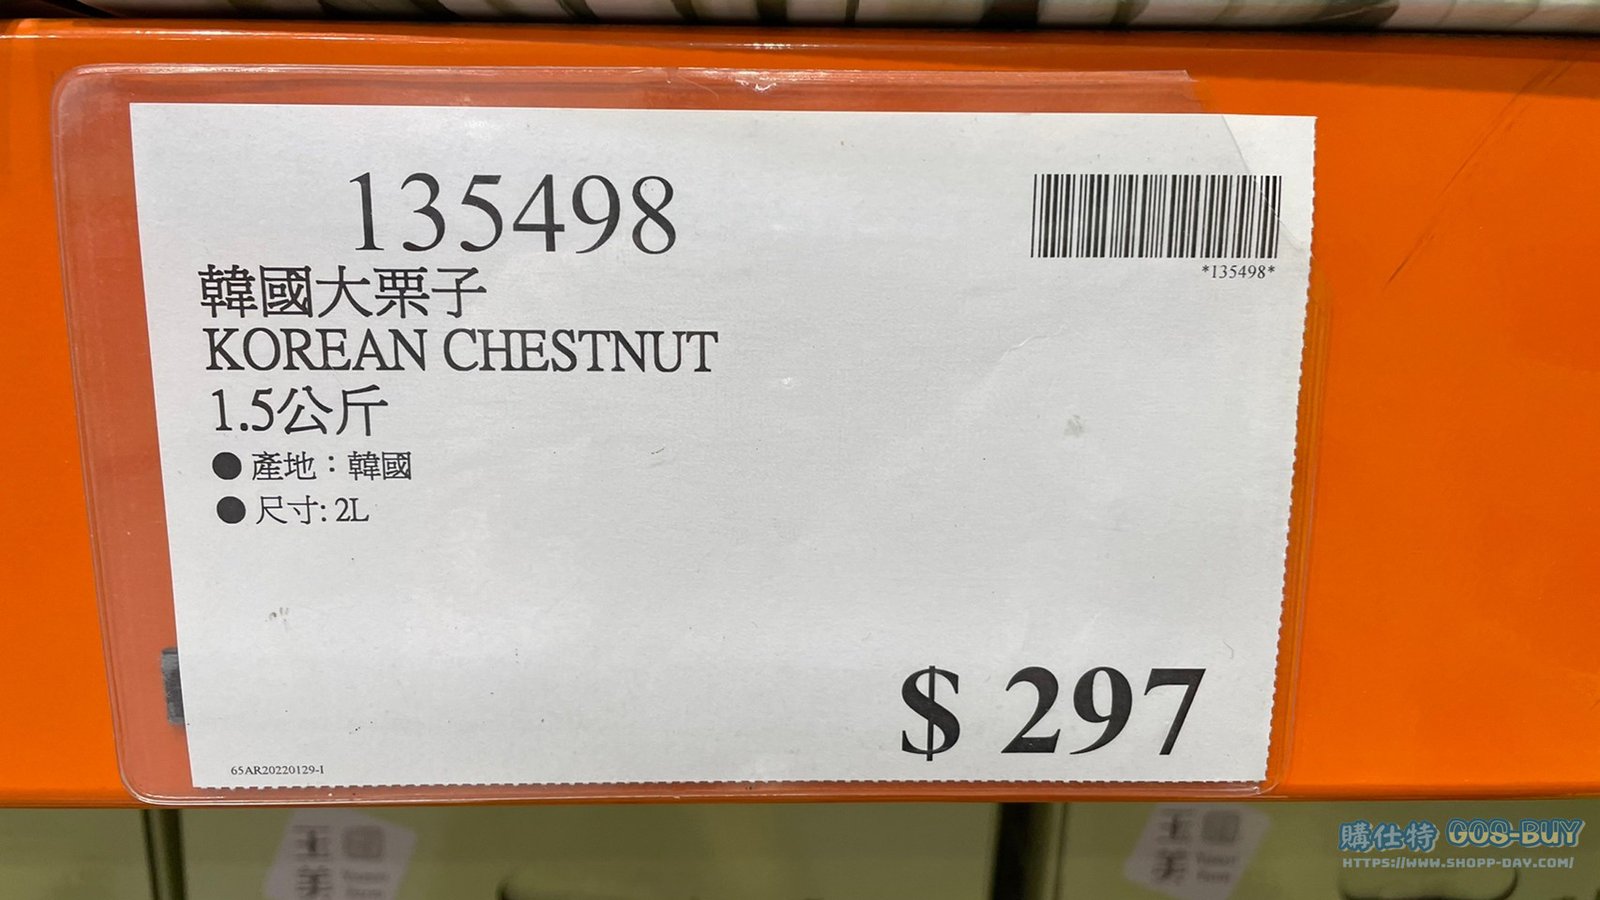 135498
*135498*
韓國大栗子
KOREAN CHESTNUT
1.5公斤
● 產地：韓國
● 尺寸: 2L
$ 297
65AR20220129-1
購仕特 GOS-BUY
HTTPS://WWW.SHOPP-DAY.COM/